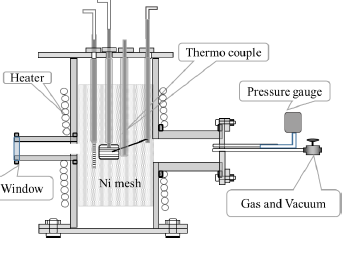 Thermo couple
Heater
Pressure gauge
Window
Ni mesh
Gas and Vacuum